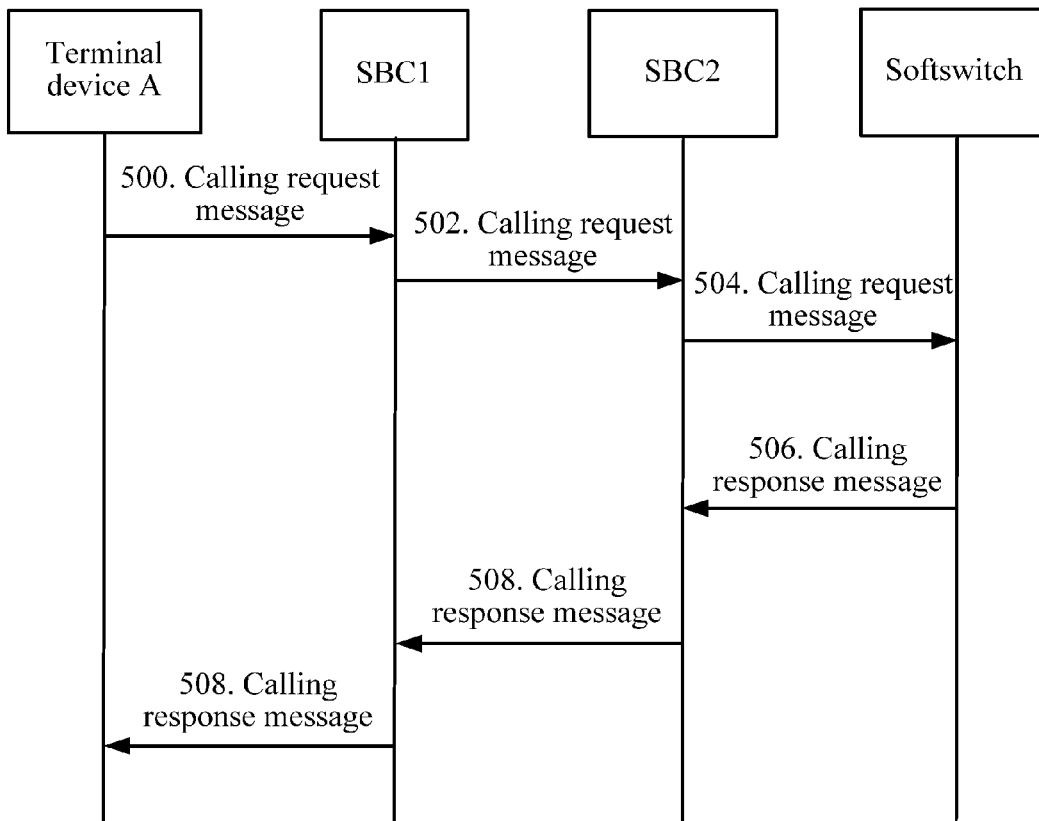 Terminal
device A
SBC1
SBC2
Softswitch
500. Calling request
message
502. Calling request
message
504. Calling request
message
506. Calling
response message
508. Calling
response message
508. Calling
response message